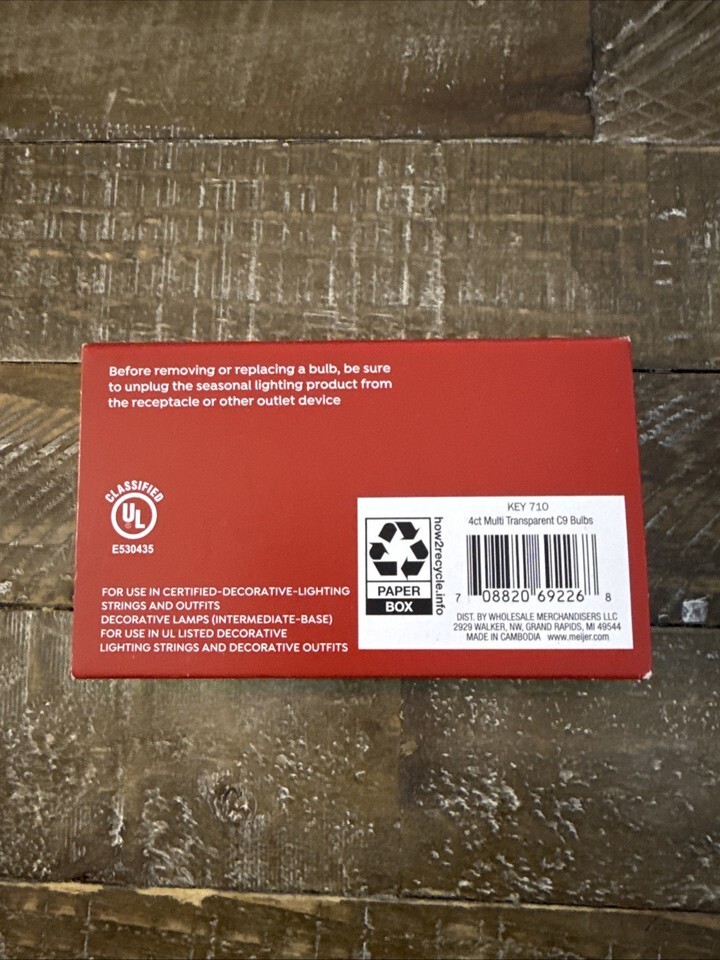 Before removing or replacing a bulb, be sure
to unplug the seasonal lighting product from
the receptacle or other outlet device
CLASSIFIED
UL
E530435
FOR USE IN CERTIFIED-DECORATIVE-LIGHTING
STRINGS AND OUTFITS
DECORATIVE LAMPS (INTERMEDIATE-BASE)
FOR USE IN UL LISTED DECORATIVE
LIGHTING STRINGS AND DECORATIVE OUTFITS
PAPER
BOX
how2recycle.info
KEY 710
4ct Multi Transparent C9 Bulbs
7 08820 69226 8
DIST. BY WHOLESALE MERCHANDISERS LLC
2929 WALKER, NW, GRAND RAPIDS, MI 49544
MADE IN CAMBODIA www.meijer.com